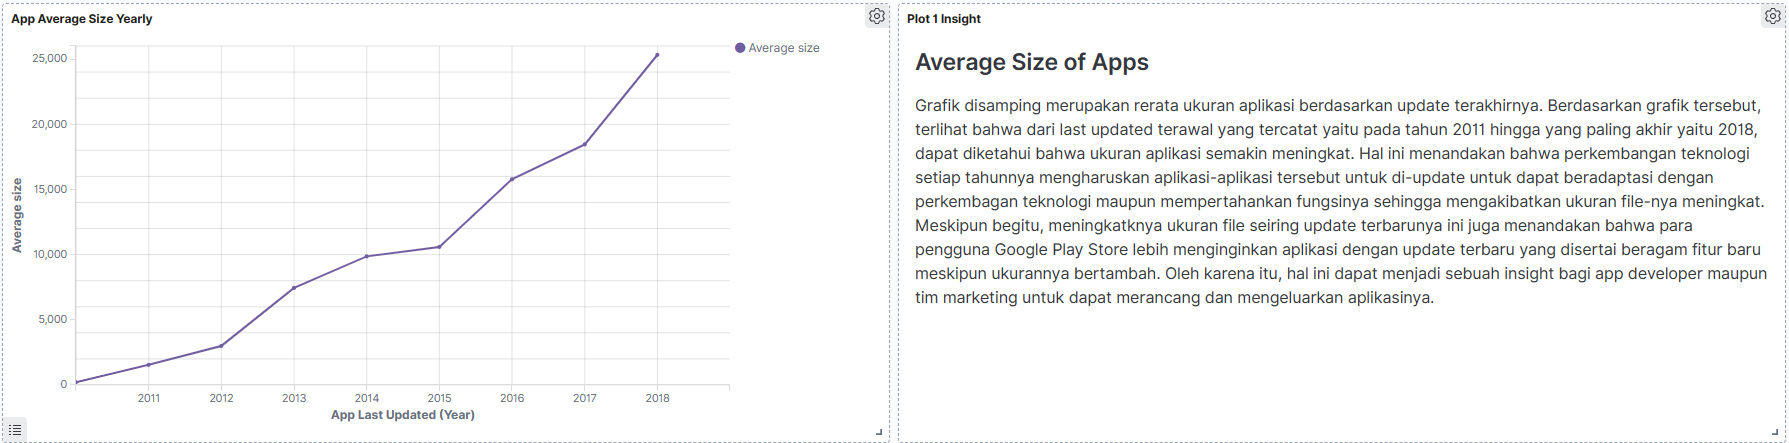 App Average Size Yearly
25,000
20,000
15,000
10,000
5,000
0
Average size
2011
2012
2013
2014
2015
2016
2017
2018
App Last Updated (Year)
Average size
Plot 1 Insight
Average Size of Apps
Grafik disamping merupakan rerata ukuran aplikasi berdasarkan update terakhirnya. Berdasarkan grafik tersebut,
terlihat bahwa dari last updated terawal yang tercatat yaitu pada tahun 2011 hingga yang paling akhir yaitu 2018,
dapat diketahui bahwa ukuran aplikasi semakin meningkat. Hal ini menandakan bahwa perkembangan teknologi
setiap tahunnya mengharuskan aplikasi-aplikasi tersebut untuk di-update untuk dapat beradaptasi dengan
perkembagan teknologi maupun mempertahankan fungsinya sehingga mengakibatkan ukuran file-nya meningkat.
Meskipun begitu, meningkatknya ukuran file seiring update terbarunya ini juga menandakan bahwa para
pengguna Google Play Store lebih menginginkan aplikasi dengan update terbaru yang disertai beragam fitur baru
meskipun ukurannya bertambah. Oleh karena itu, hal ini dapat menjadi sebuah insight bagi app developer maupun
tim marketing untuk dapat merancang dan mengeluarkan aplikasinya.